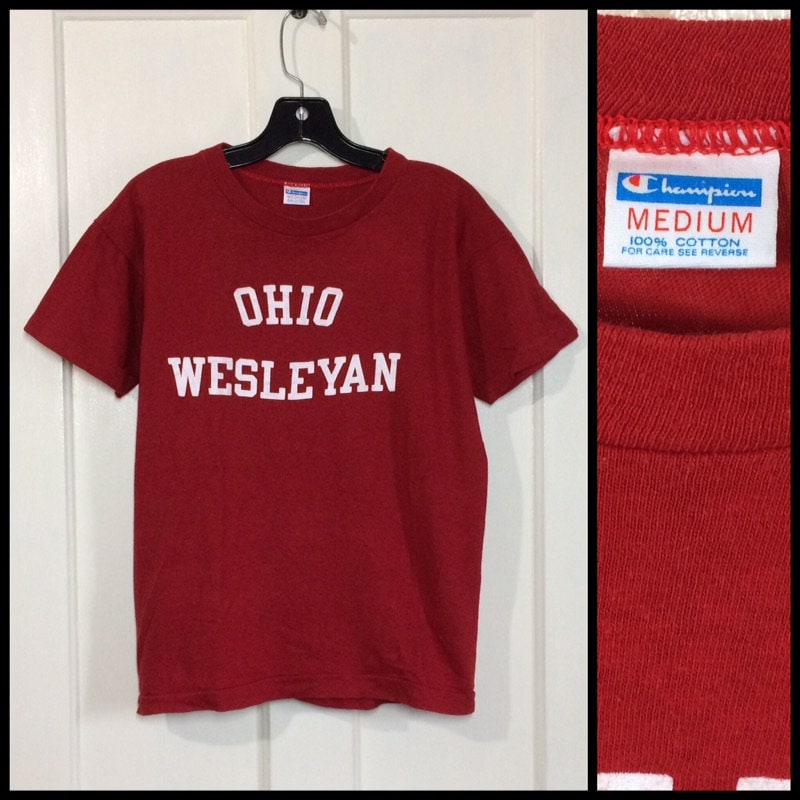 OHIO
WESLEYAN
Champion
MEDIUM
100% COTTON
FOR CARE SEE REVERSE